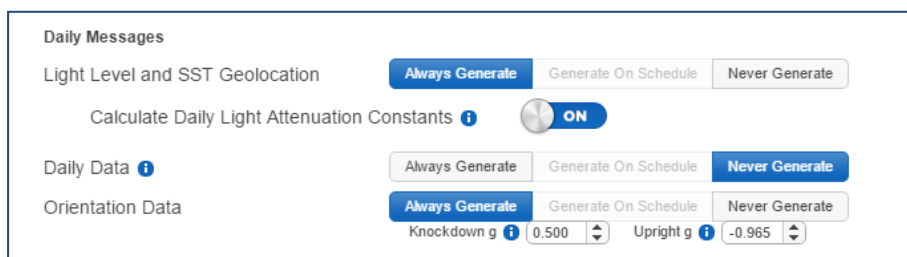 Daily Messages
Light Level and SST Geolocation Always Generate Generate On Schedule Never Generate
Calculate Daily Light Attenuation Constants i ON
Daily Data i Always Generate Generate On Schedule Never Generate
Orientation Data Always Generate Generate On Schedule Never Generate
Knockdown g i 0.500 Upright g i -0.965